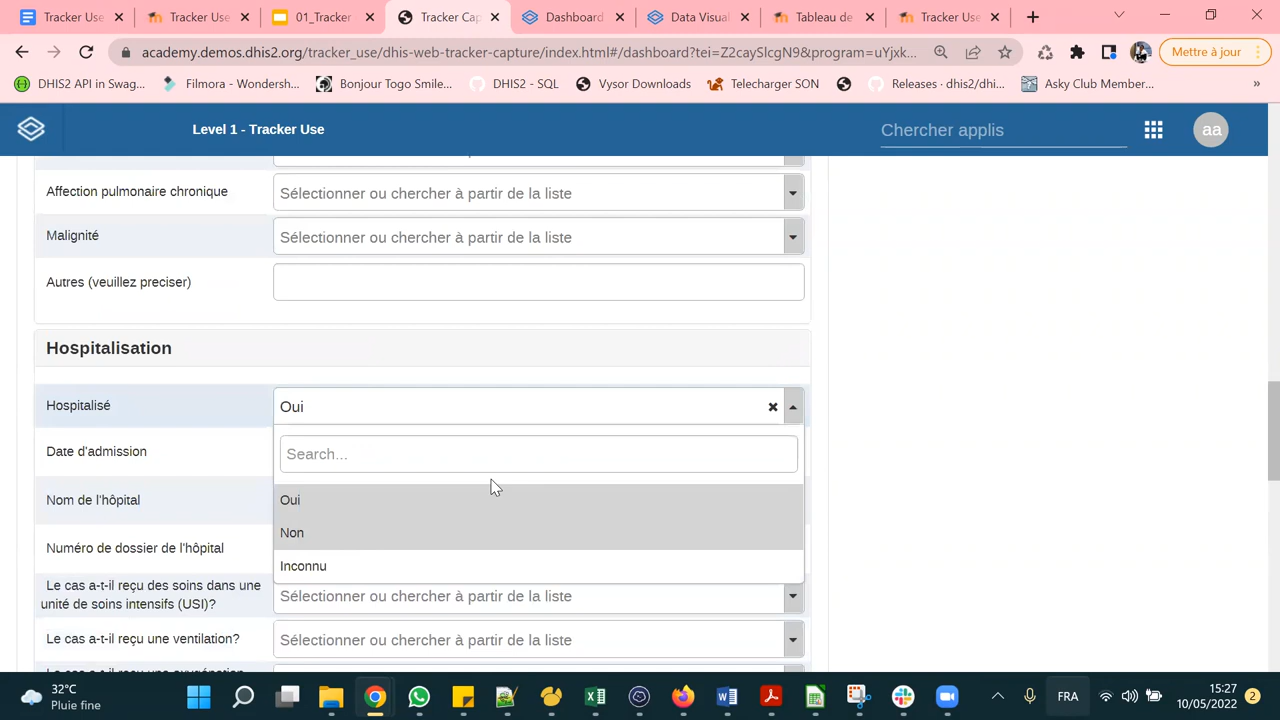 Tracker Use
Tracker Use
01_Tracker
Tracker Cap
Dashboard
Data Visual
Tableau de
Tracker Use
academy.demos.dhis2.org/tracker_use/dhis-web-tracker-capture/index.html#/dashboard?tei=Z2caySlcgN9&program=uYjxk...
Mettre à jour
DHIS2 API in Swag...
Filmora - Wondersh...
Bonjour Togo Smile...
DHIS2 - SQL
Vysor Downloads
Telecharger SON
Releases · dhis2/dhi...
Asky Club Member...
»
Level 1 - Tracker Use
Chercher applis
aa
Affection pulmonaire chronique
Sélectionner ou chercher à partir de la liste
Malignité
Sélectionner ou chercher à partir de la liste
Autres (veuillez preciser)
Hospitalisation
Hospitalisé
Oui
Date d'admission
Search...
Nom de l'hôpital
Oui
Non
Numéro de dossier de l'hôpital
Inconnu
Le cas a-t-il reçu des soins dans une
unité de soins intensifs (USI)?
Sélectionner ou chercher à partir de la liste
Le cas a-t-il reçu une ventilation?
Sélectionner ou chercher à partir de la liste
32°C
Pluie fine
FRA
15:27
10/05/2022
2